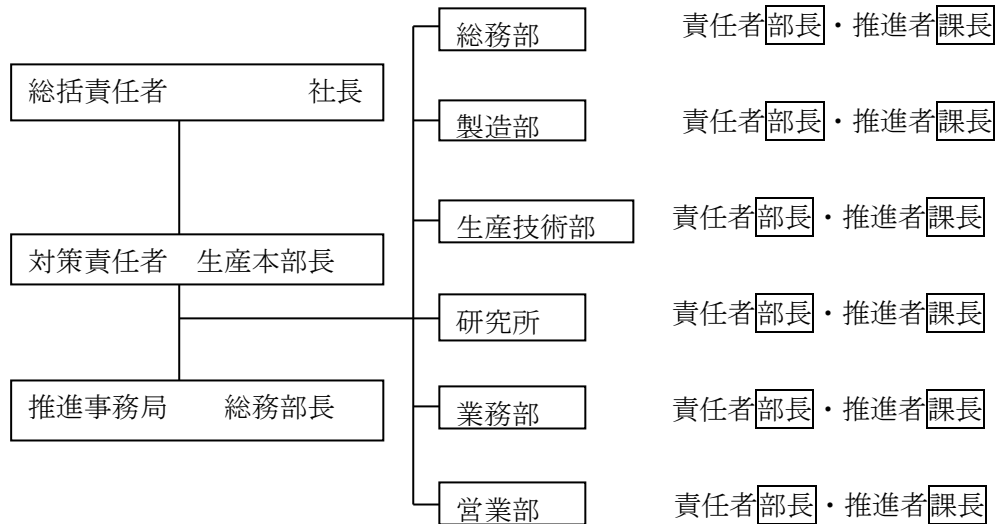 総務部 責任者部長・推進者課長
総括責任者 社長
製造部 責任者部長・推進者課長
生産技術部 責任者部長・推進者課長
対策責任者 生産本部長
研究所 責任者部長・推進者課長
推進事務局 総務部長
業務部 責任者部長・推進者課長
営業部 責任者部長・推進者課長